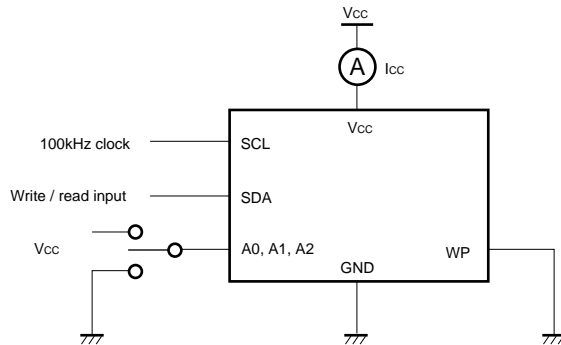 Vcc
A
Icc
Vcc
100kHz clock
SCL
Write / read input
SDA
Vcc
A0, A1, A2
WP
GND